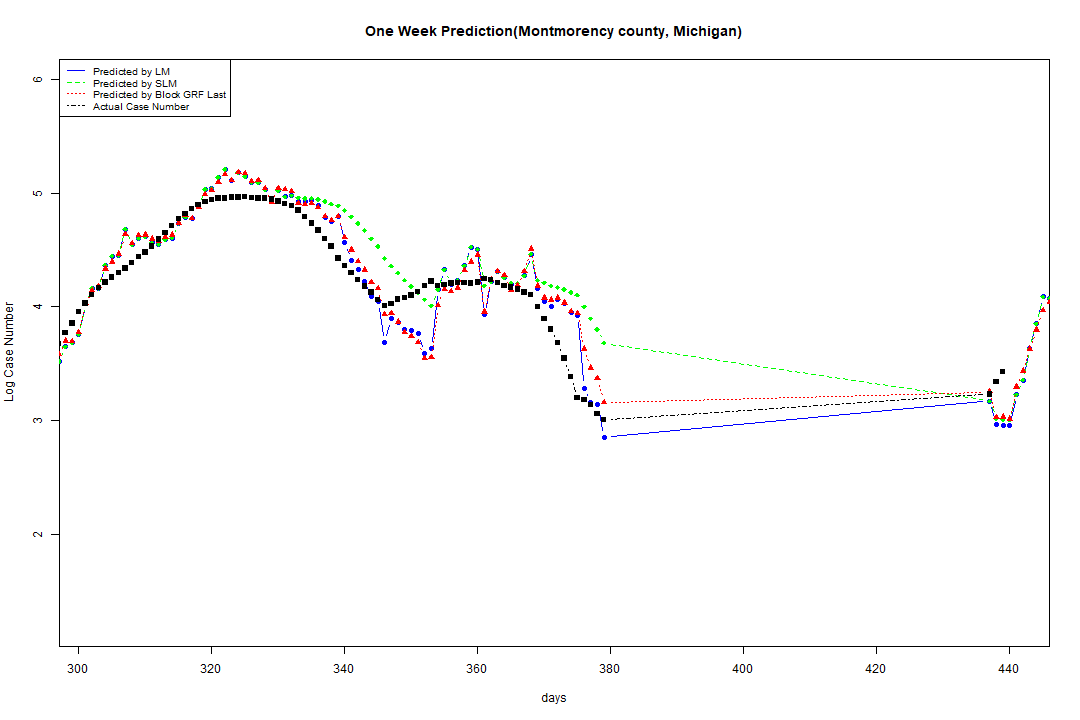 One Week Prediction(Montmorency county, Michigan)
Predicted by LM
Predicted by SLM
Predicted by Block GRF Last
Actual Case Number
6
5
4
3
2
Log Case Number
300 320 340 360 380 400 420 440
days